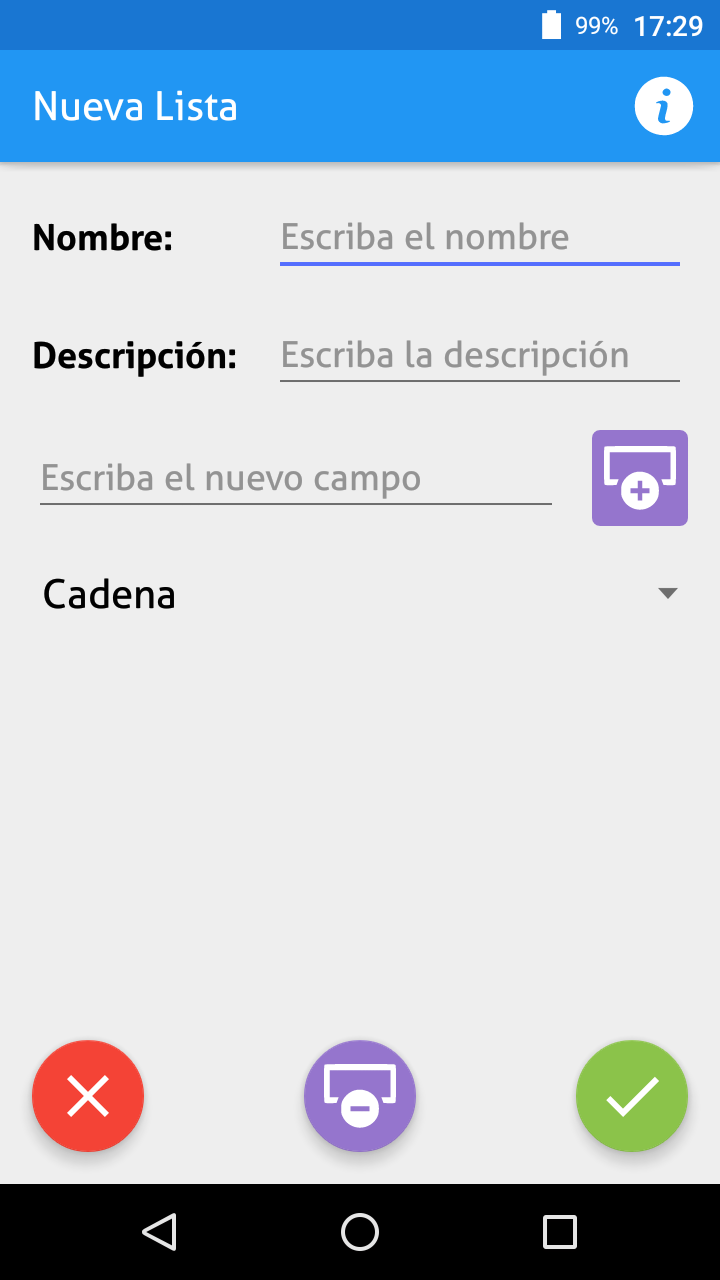 99% 17:29
Nueva Lista
Nombre: Escriba el nombre
Descripción: Escriba la descripción
Escriba el nuevo campo
Cadena